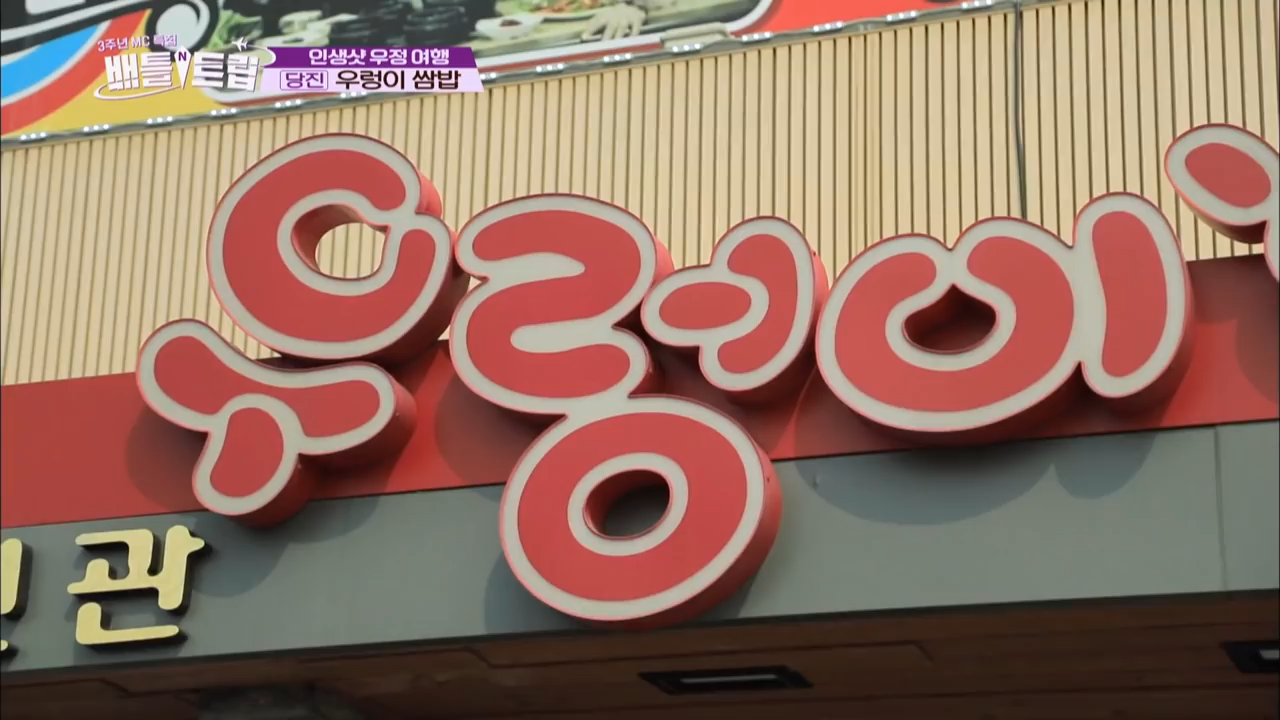 3주년 MC 특집
배틀 N 트립
인생샷 우정 여행
당진 우렁이 쌈밥
우렁이
관